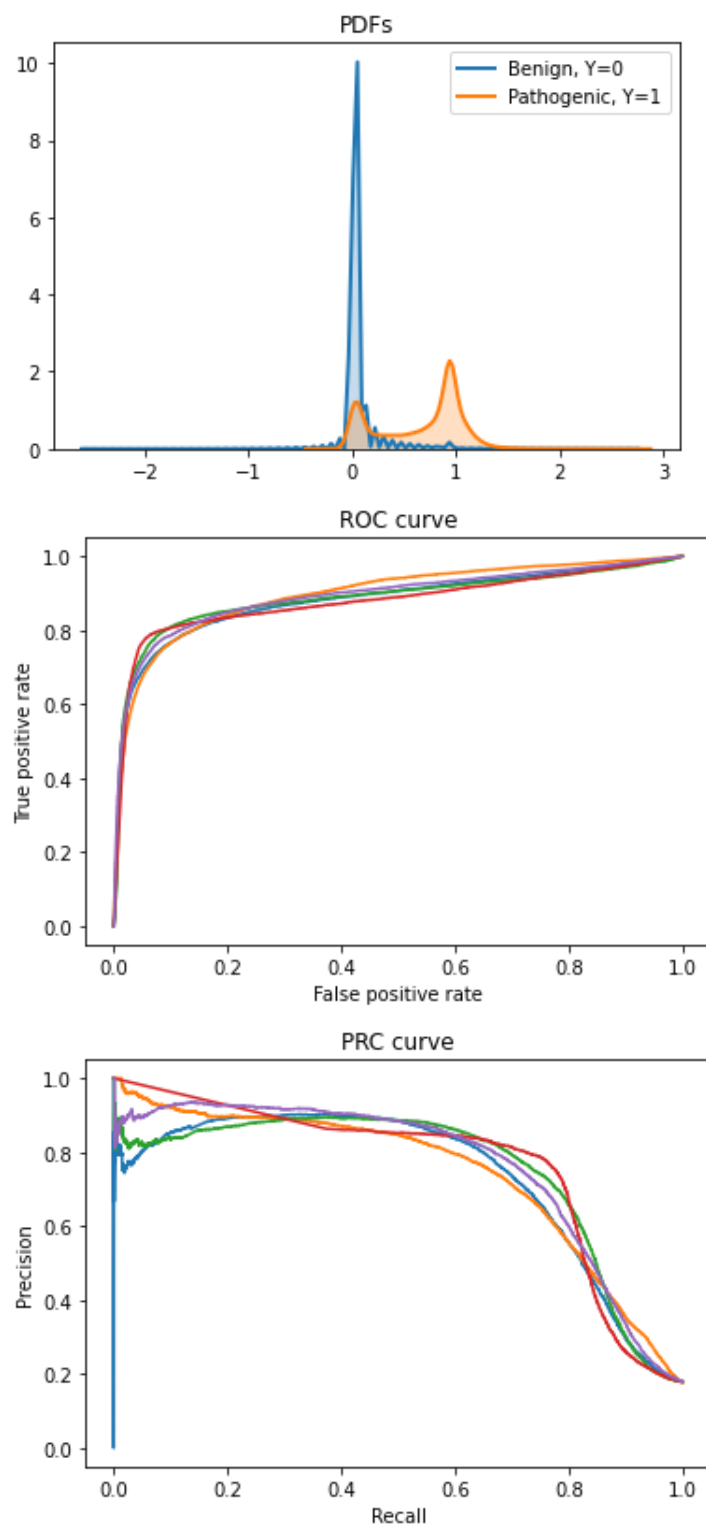 PDFs
Benign, Y=0
Pathogenic, Y=1
10
8
6
4
2
0
−2 −1 0 1 2 3
ROC curve
True positive rate
1.0
0.8
0.6
0.4
0.2
0.0
0.0 0.2 0.4 0.6 0.8 1.0
False positive rate
PRC curve
Precision
1.0
0.8
0.6
0.4
0.2
0.0
0.0 0.2 0.4 0.6 0.8 1.0
Recall